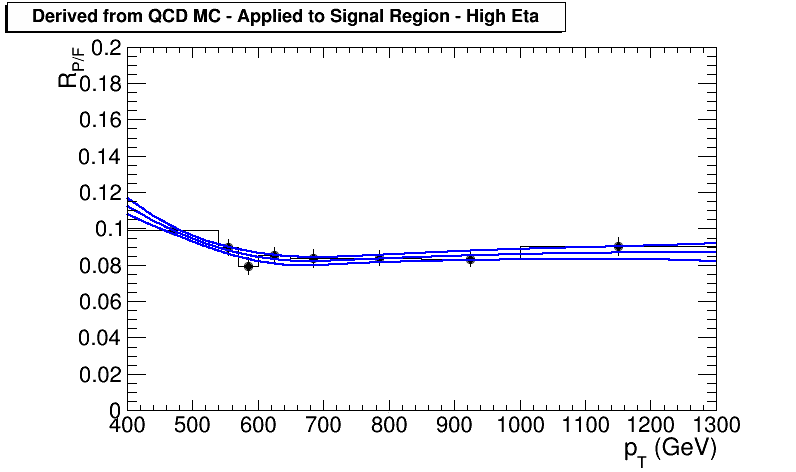 Derived from QCD MC - Applied to Signal Region - High Eta
R_P/F
0.2
0.18
0.16
0.14
0.12
0.1
0.08
0.06
0.04
0.02
0
400 500 600 700 800 900 1000 1100 1200 1300
p_T (GeV)